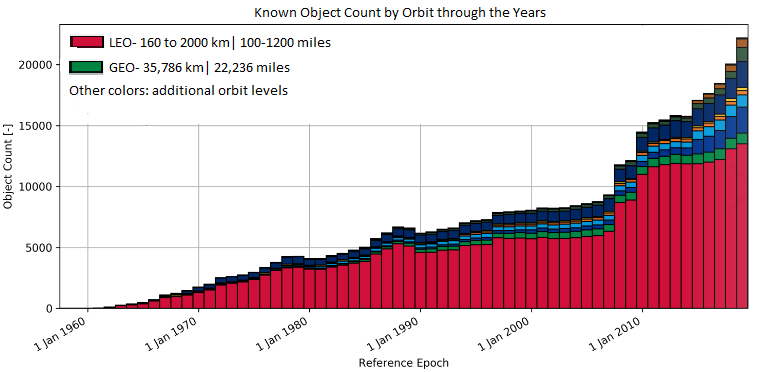 Known Object Count by Orbit through the Years
LEO- 160 to 2000 km| 100-1200 miles
GEO- 35,786 km| 22,236 miles
Other colors: additional orbit levels
Object Count [-]
20000
15000
10000
5000
0
1 Jan 1960
1 Jan 1970
1 Jan 1980
1 Jan 1990
1 Jan 2000
1 Jan 2010
Reference Epoch